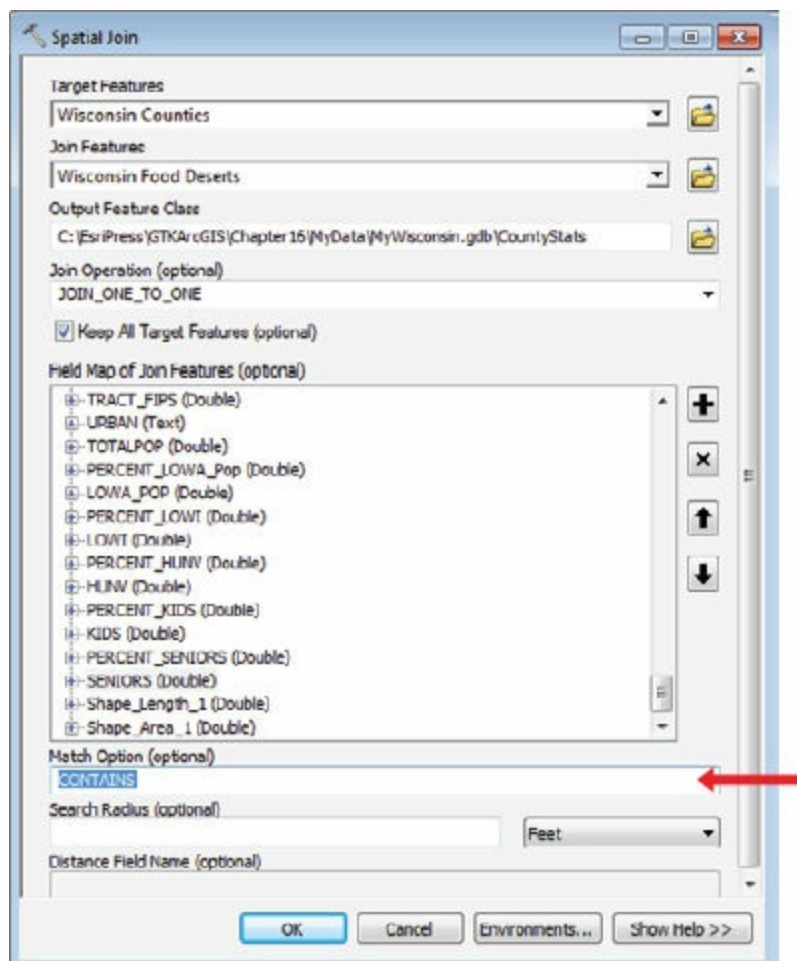 Spatial Join
Target Features
Wisconsin Counties
Join Features
Wisconsin Food Deserts
Output Feature Class
C:\EsriPress\GTKArcGIS\Chapter16\MyData\MyWisconsin.gdb\CountyStats
Join Operation (optional)
JOIN_ONE_TO_ONE
Keep All Target Features (optional)
Field Map of Join Features (optional)
TRACT_FIPS (Double)
URBAN (Text)
TOTALPOP (Double)
PERCENT_LOWA_Pop (Double)
LOWA_POP (Double)
PERCENT_LOWI (Double)
LOWI (Double)
PERCENT_HUNV (Double)
HUNV (Double)
PERCENT_KIDS (Double)
KIDS (Double)
PERCENT_SENIORS (Double)
SENIORS (Double)
Shape_Length_1 (Double)
Shape_Area_1 (Double)
Match Option (optional)
CONTAINS
Search Radius (optional)
Feet
Distance Field Name (optional)
OK Cancel Environments... Show Help >>